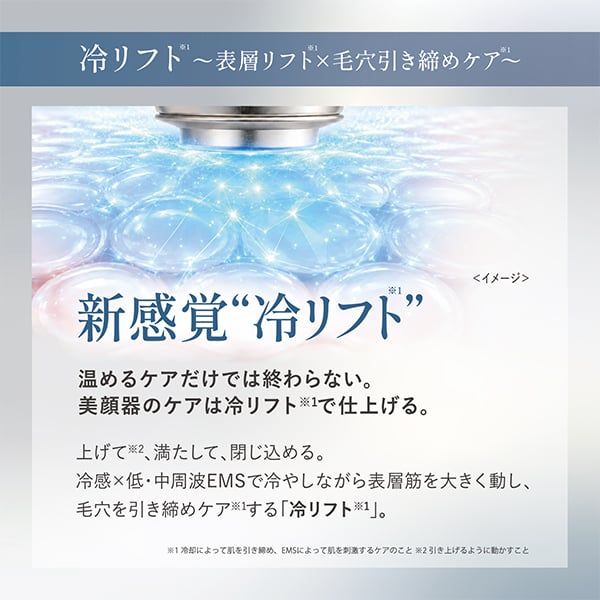 冷リフト※1 〜表層リフト※1×毛穴引き締めケア※1〜
<イメージ>
新感覚“冷リフト※1”
温めるケアだけでは終わらない。
美顔器のケアは冷リフト※1で仕上げる。
上げて※2、満たして、閉じ込める。
冷感×低・中周波EMSで冷やしながら表層筋を大きく動し、
毛穴を引き締めケア※1する「冷リフト※1」。
※1 冷却によって肌を引き締め、EMSによって肌を刺激するケアのこと ※2 引き上げるように動かすこと